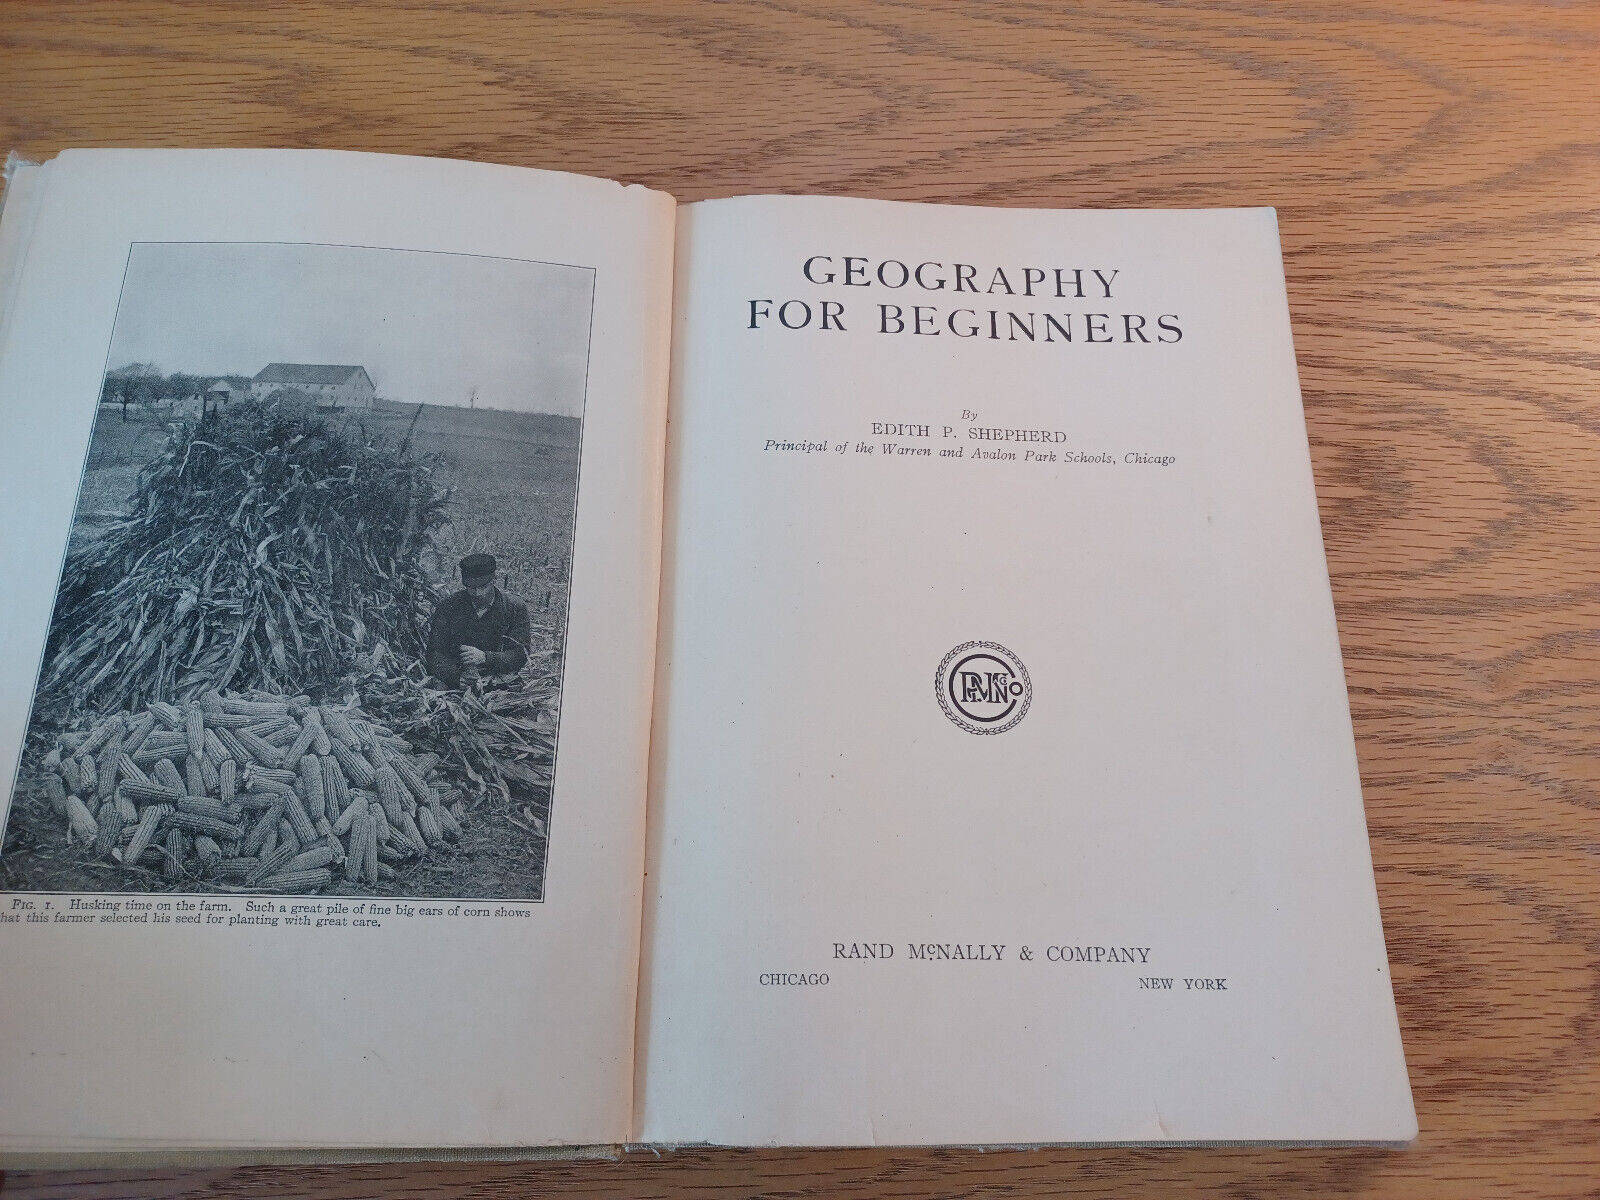 FIG. 1. Husking time on the farm. Such a great pile of fine big ears of corn shows
hat this farmer selected his seed for planting with great care.
GEOGRAPHY
FOR BEGINNERS
By
EDITH P. SHEPHERD
Principal of the Warren and Avalon Park Schools, Chicago
RAND McNALLY & COMPANY
CHICAGO NEW YORK